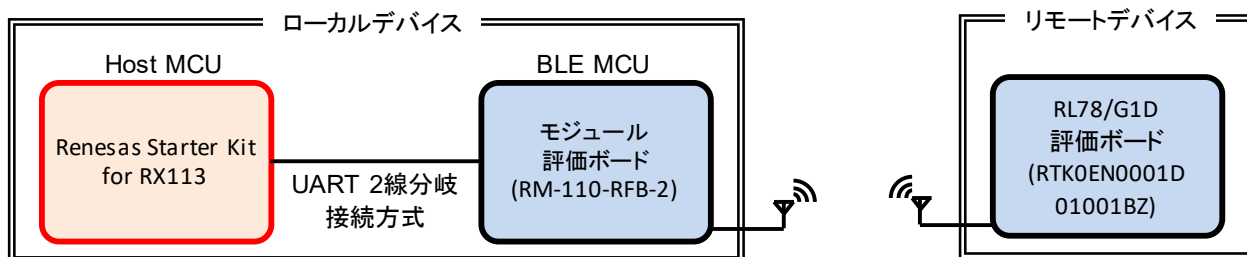 ローカルデバイス
リモートデバイス
Host MCU
BLE MCU
Renesas Starter Kit
for RX113
UART 2線分岐
接続方式
モジュール
評価ボード
(RM-110-RFB-2)
RL78/G1D
評価ボード
(RTK0EN0001D
01001BZ)